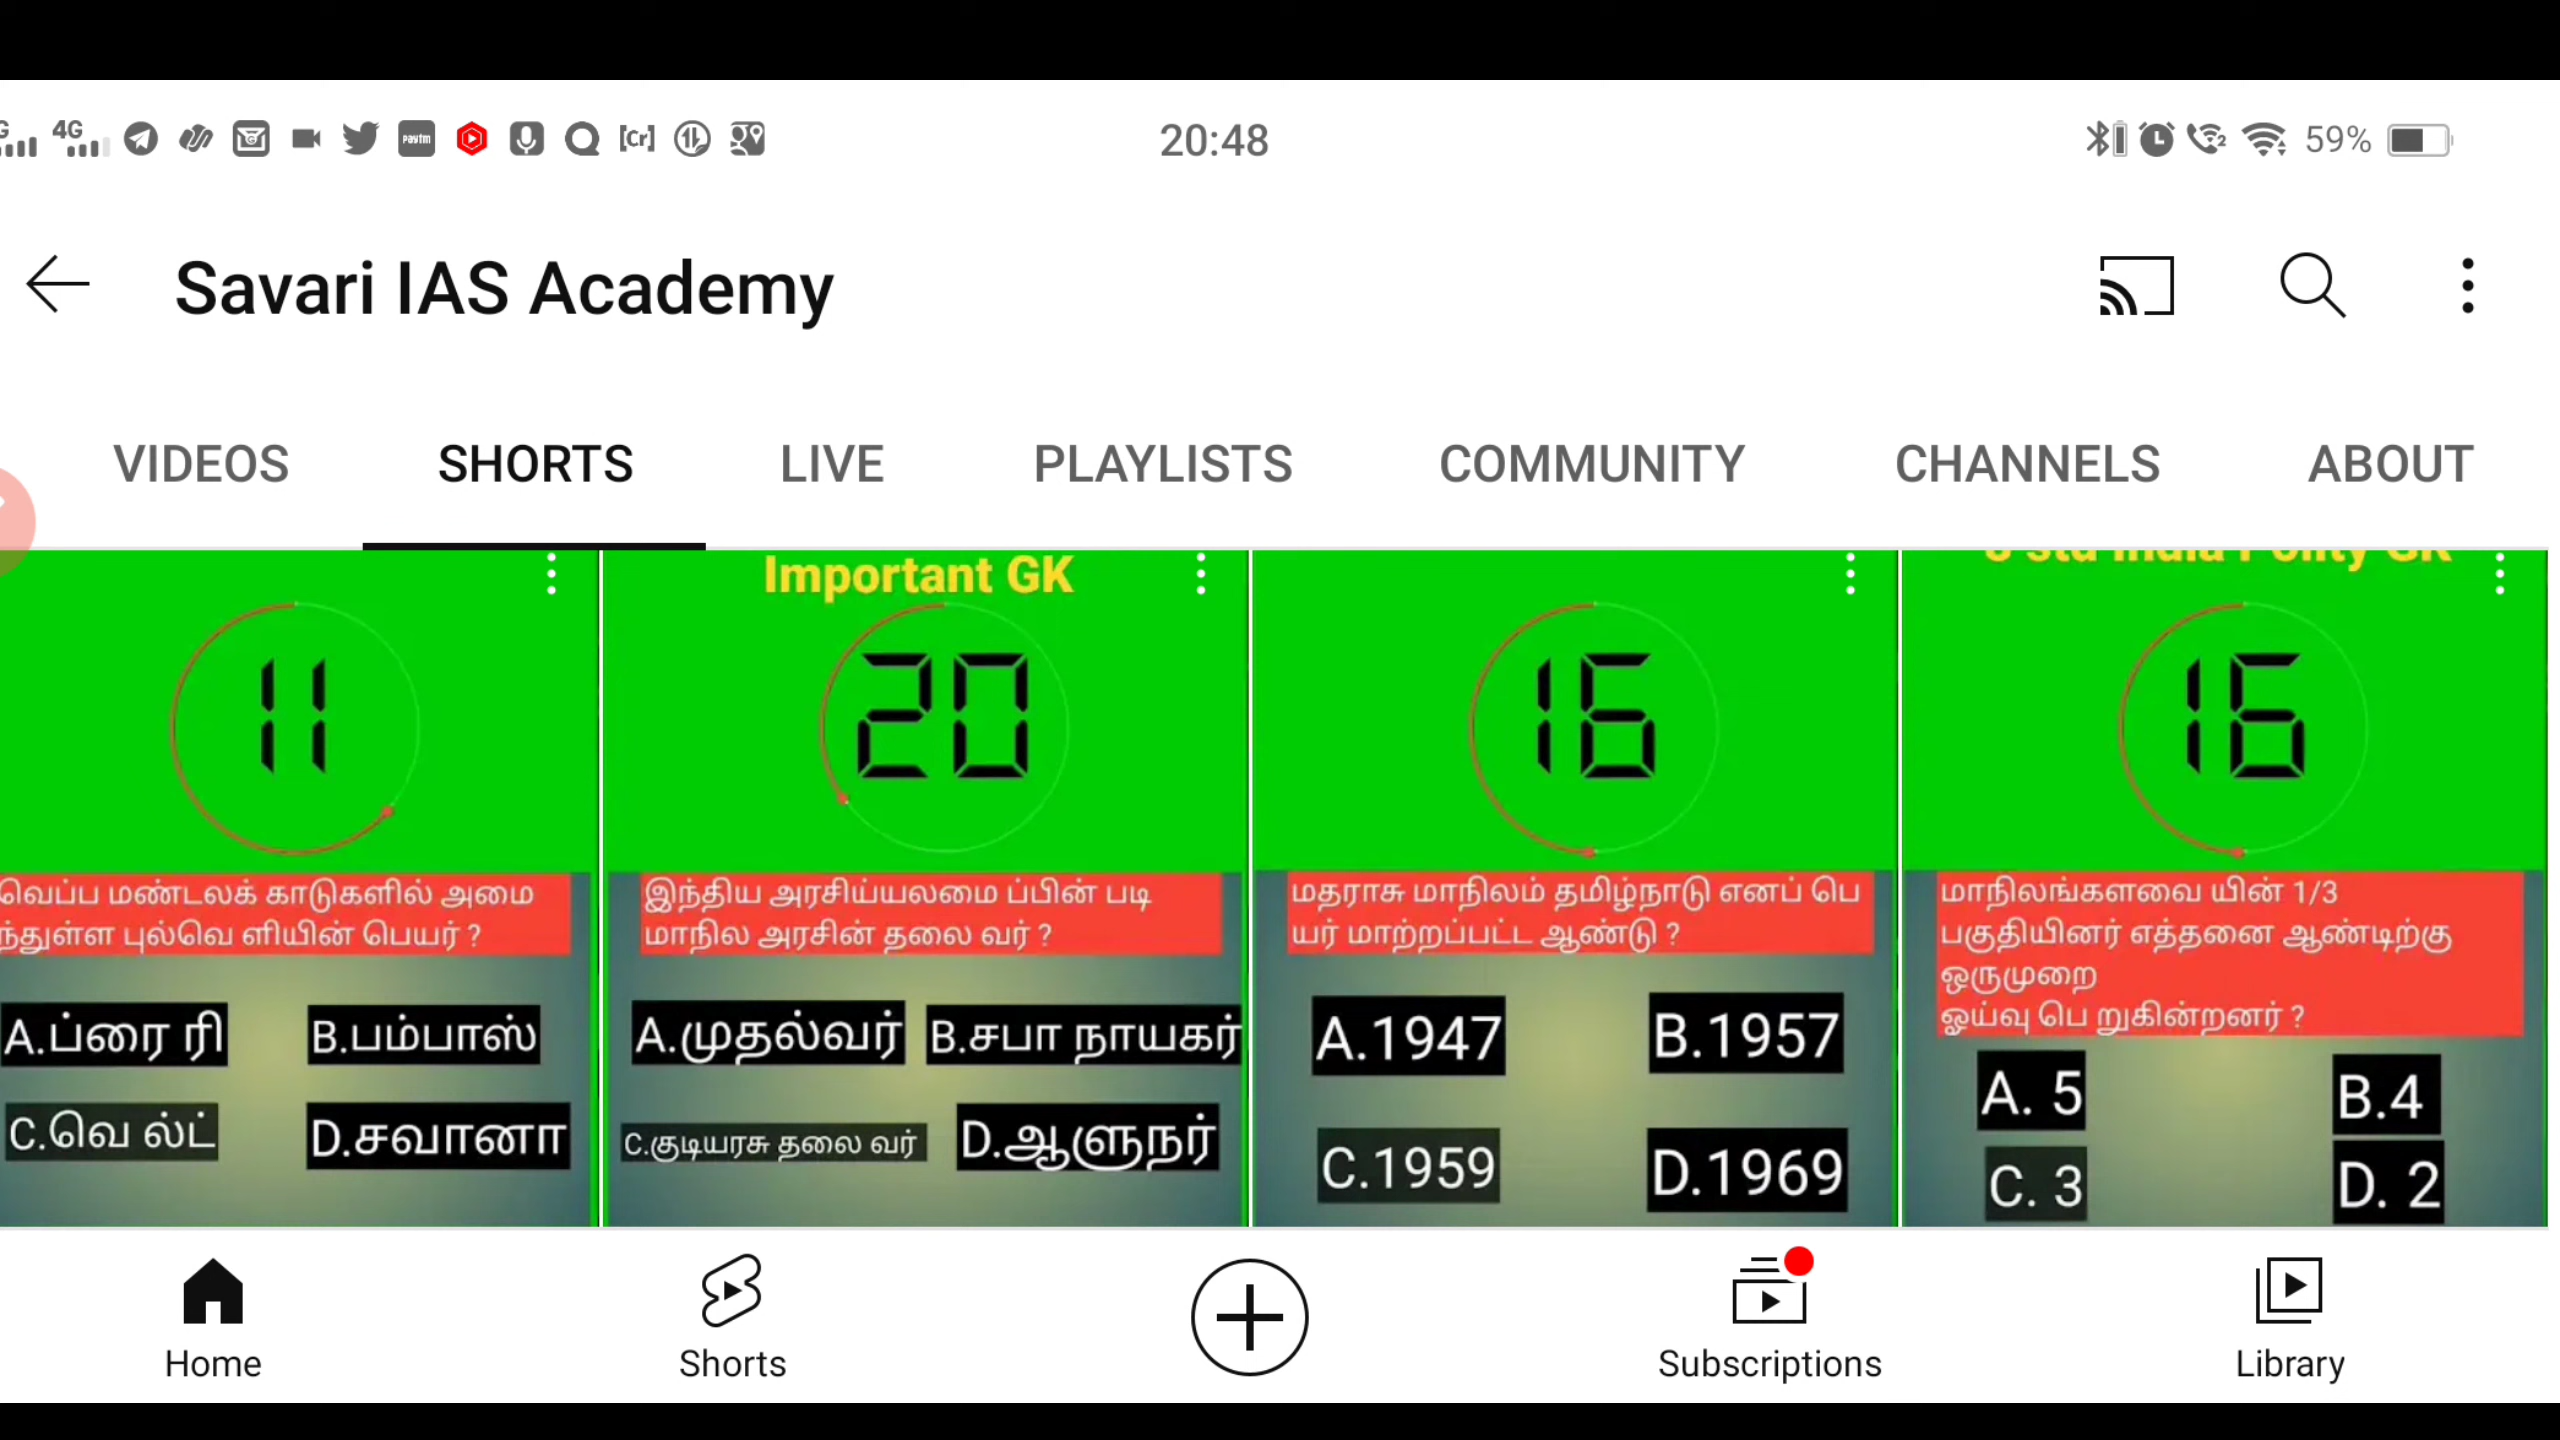 4G
20:48
59%
Savari IAS Academy
VIDEOS SHORTS LIVE PLAYLISTS COMMUNITY CHANNELS ABOUT
11
வெப்ப மண்டலக் காடுகளில் அமை
ந்துள்ள புல்வெ ளியின் பெயர் ?
A.ப்ரை ரி
B.பம்பாஸ்
C.வெ ல்ட்
D.சவானா
Important GK
20
இந்திய அரசிய்யலமை ப்பின் படி
மாநில அரசின் தலை வர் ?
A.முதல்வர்
B.சபா நாயகர்
C.குடியரசு தலை வர்
D.ஆளுநர்
16
மதராசு மாநிலம் தமிழ்நாடு எனப் பெ
யர் மாற்றப்பட்ட ஆண்டு ?
A.1947
B.1957
C.1959
D.1969
16
மாநிலங்களவை யின் 1/3
பகுதியினர் எத்தனை ஆண்டிற்கு
ஒருமுறை
ஓய்வு பெ றுகின்றனர் ?
A. 5
B.4
C. 3
D. 2
Home Shorts Subscriptions Library